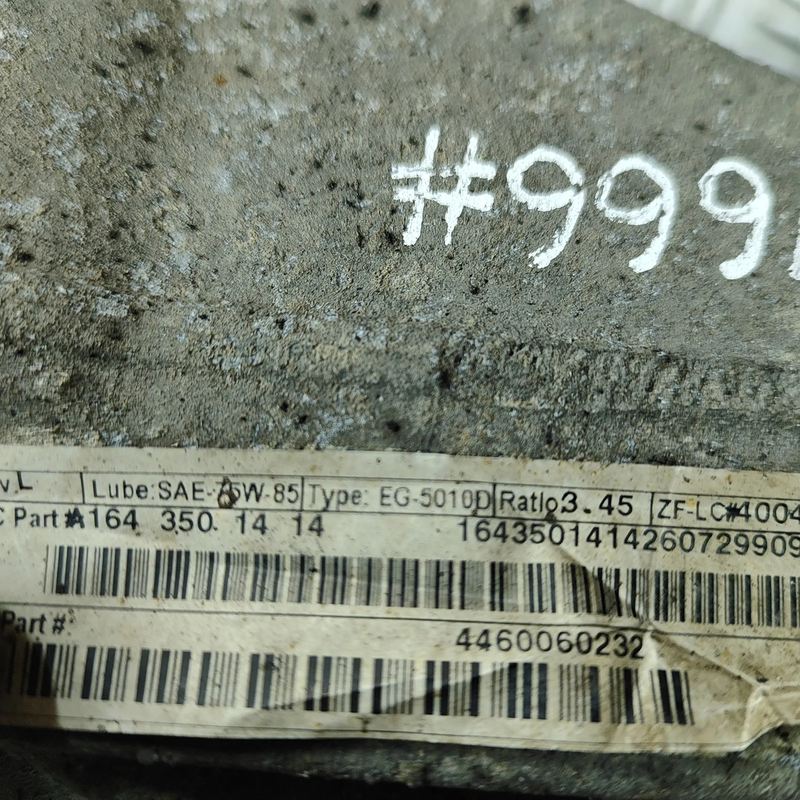 #999
L Lube: SAE-75W-85 Type: EG-5010D Ratio 3.45 ZF-LC#4004
C Part# A164 350 14 14 1643501414260729909
Part #: 4460060232